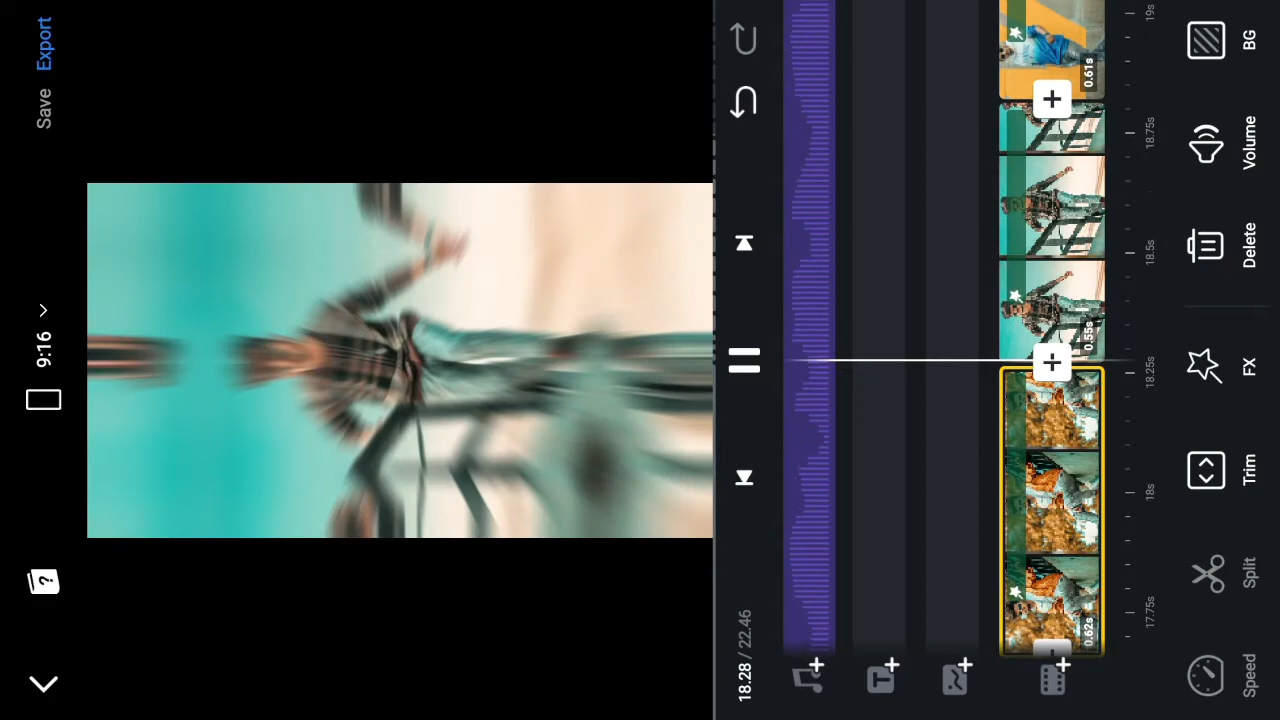 9:16
Save
Export
?
18.28 / 22.46
0.62s
0.55s
0.61s
17.75s
18s
18.25s
18.5s
18.75s
19s
Speed
Split
Trim
FX
Delete
Volume
BG